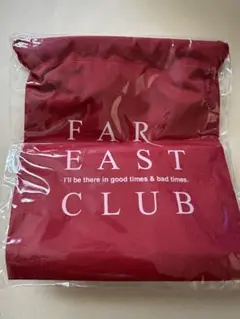 FAR
EAST
I'll be there in good times & bad times.
CLUB